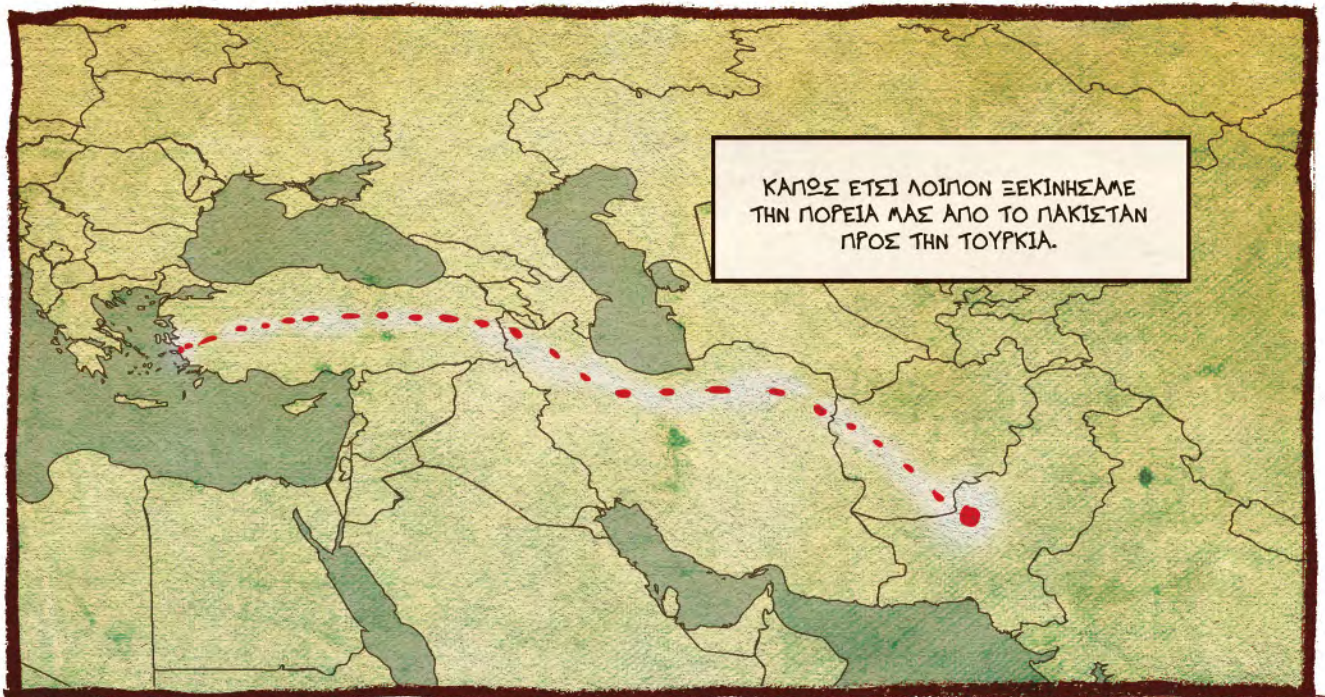 ΚΑΠΩΣ ΕΤΣΙ ΛΟΙΠΟΝ ΞΕΚΙΝΗΣΑΜΕ
ΤΗΝ ΠΟΡΕΙΑ ΜΑΣ ΑΠΟ ΤΟ ΠΑΚΙΣΤΑΝ
ΠΡΟΣ ΤΗΝ ΤΟΥΡΚΙΑ.